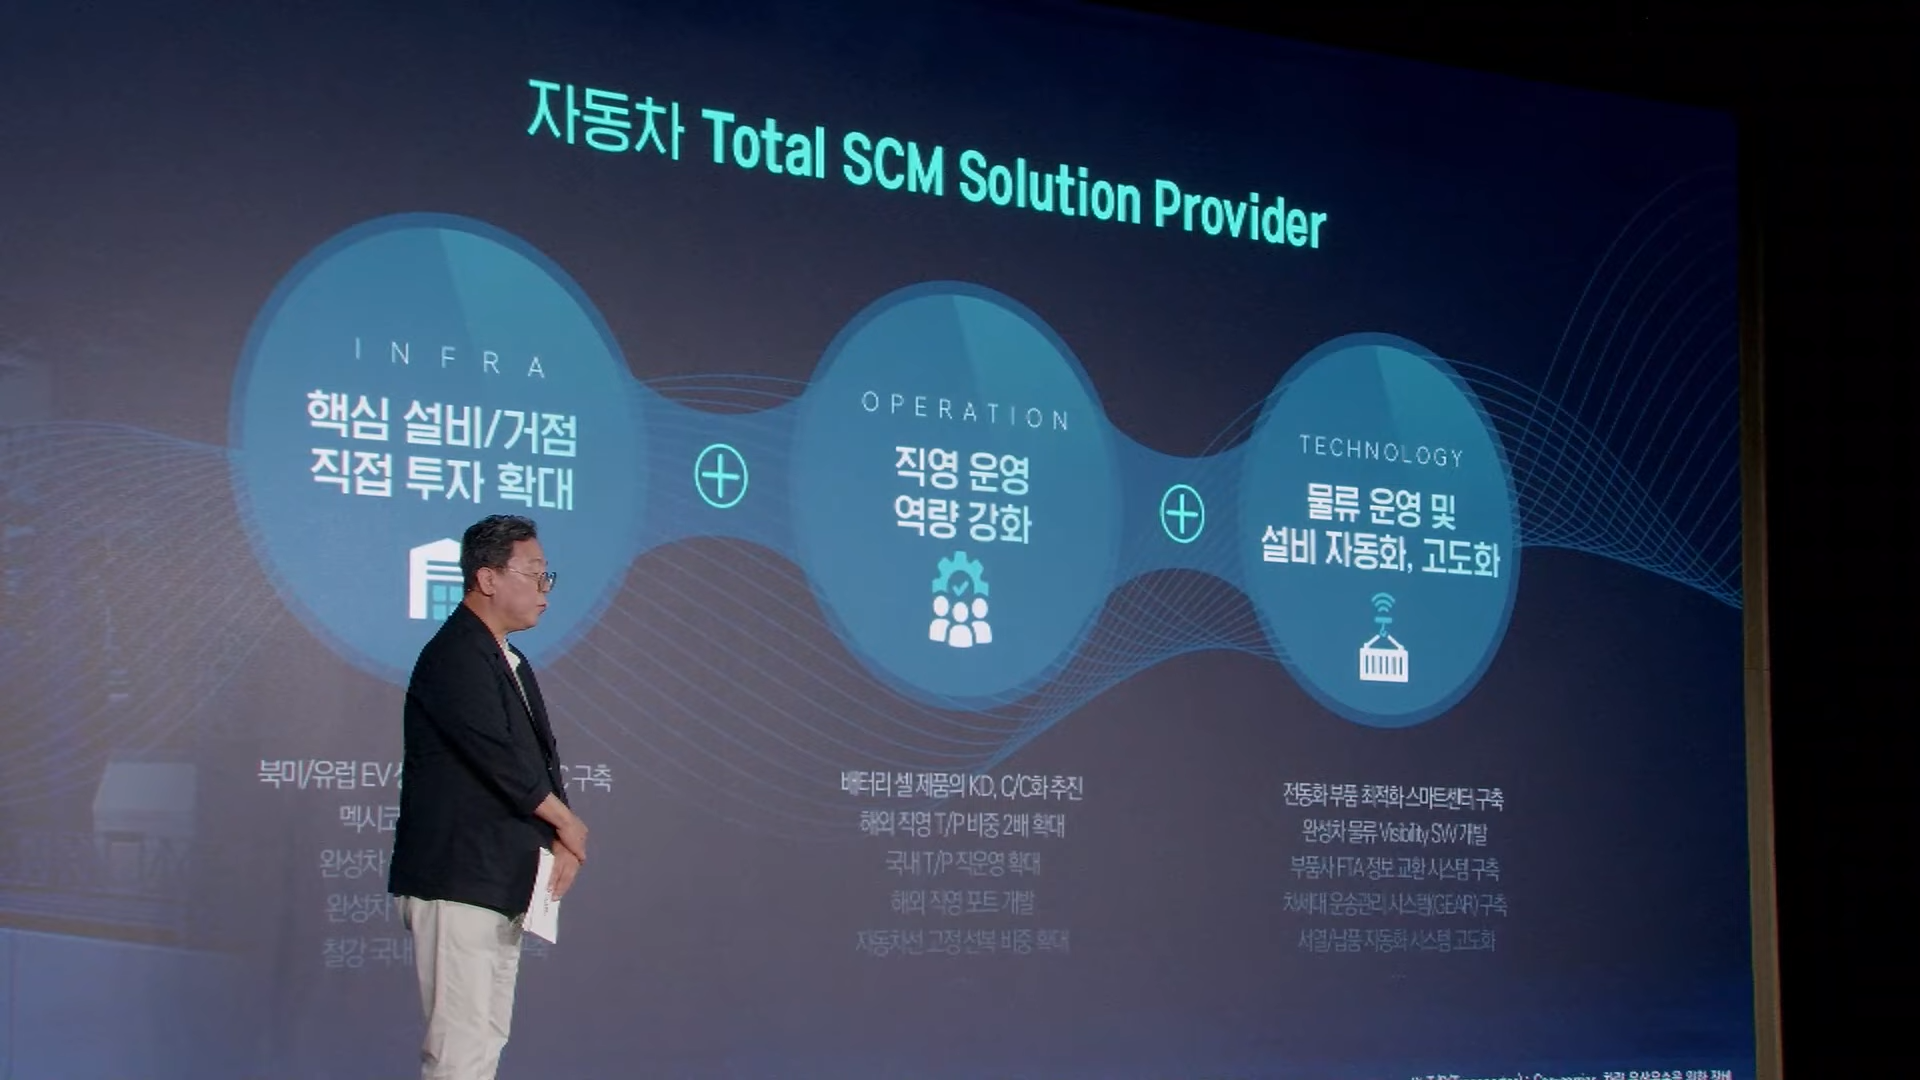 자동차 Total SCM Solution Provider
INFRA
핵심 설비/거점
직접 투자 확대
OPERATION
직영 운영
역량 강화
TECHNOLOGY
물류 운영 및
설비 자동화, 고도화
북미/유럽 EV 구축
멕시코
완성차
완성차
철강 국내
배터리 셀 제품의 KD, C/C화 추진
해외 직영 T/P 비중 2배 확대
국내 T/P 직운영 확대
해외 직영 포트 개발
자동차선 고정 선복 비중 확대
전동화 부품 최적화 스마트센터 구축
완성차 물류 Visibility SW 개발
부품사 FTA 정보 교환 시스템 구축
차세대 운송관리 시스템(GEAR) 구축
서열/납품 자동화 시스템 고도화
...